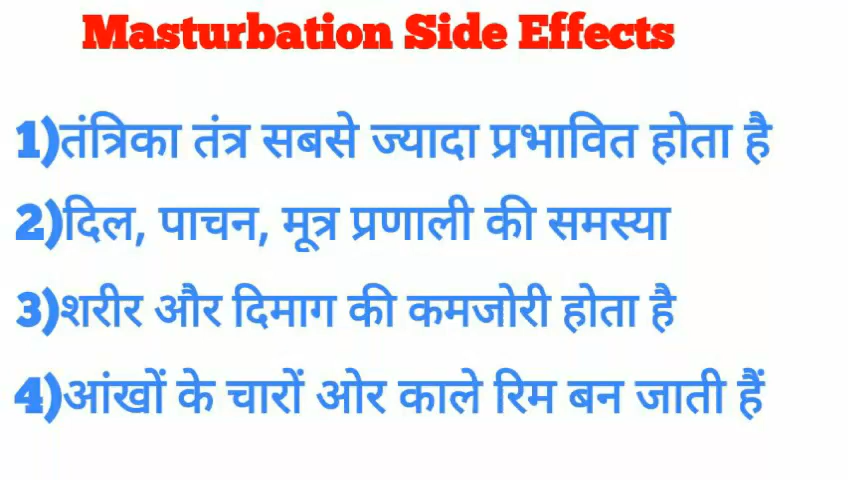 Masturbation Side Effects
1)तंत्रिका तंत्र सबसे ज्यादा प्रभावित होता है
2)दिल, पाचन, मूत्र प्रणाली की समस्या
3)शरीर और दिमाग की कमजोरी होता है
4)आंखों के चारों ओर काले रिम बन जाती हैं